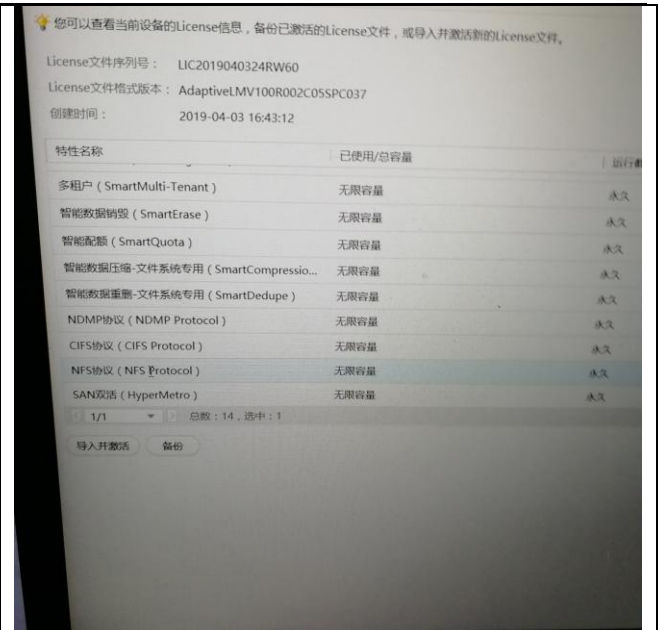 您可以查看当前设备的License信息，备份已激活的License文件，或导入并激活新的License文件。
License文件序列号： LIC2019040324RW60
License文件格式版本： AdaptiveLMV100R002C05SPC037
创建时间： 2019-04-03 16:43:12
特性名称 已使用/总容量 运行截
多租户（SmartMulti-Tenant） 无限容量 永久
智能数据销毁（SmartErase） 无限容量 永久
智能配额（SmartQuota） 无限容量 永久
智能数据压缩-文件系统专用（SmartCompressio... 无限容量 永久
智能数据重删-文件系统专用（SmartDedupe） 无限容量 永久
NDMP协议（NDMP Protocol） 无限容量 永久
CIFS协议（CIFS Protocol） 无限容量 永久
NFS协议（NFS Protocol） 无限容量 永久
SAN双活（HyperMetro） 无限容量 永久
1/1 总数：14，选中：1
导入并激活 备份